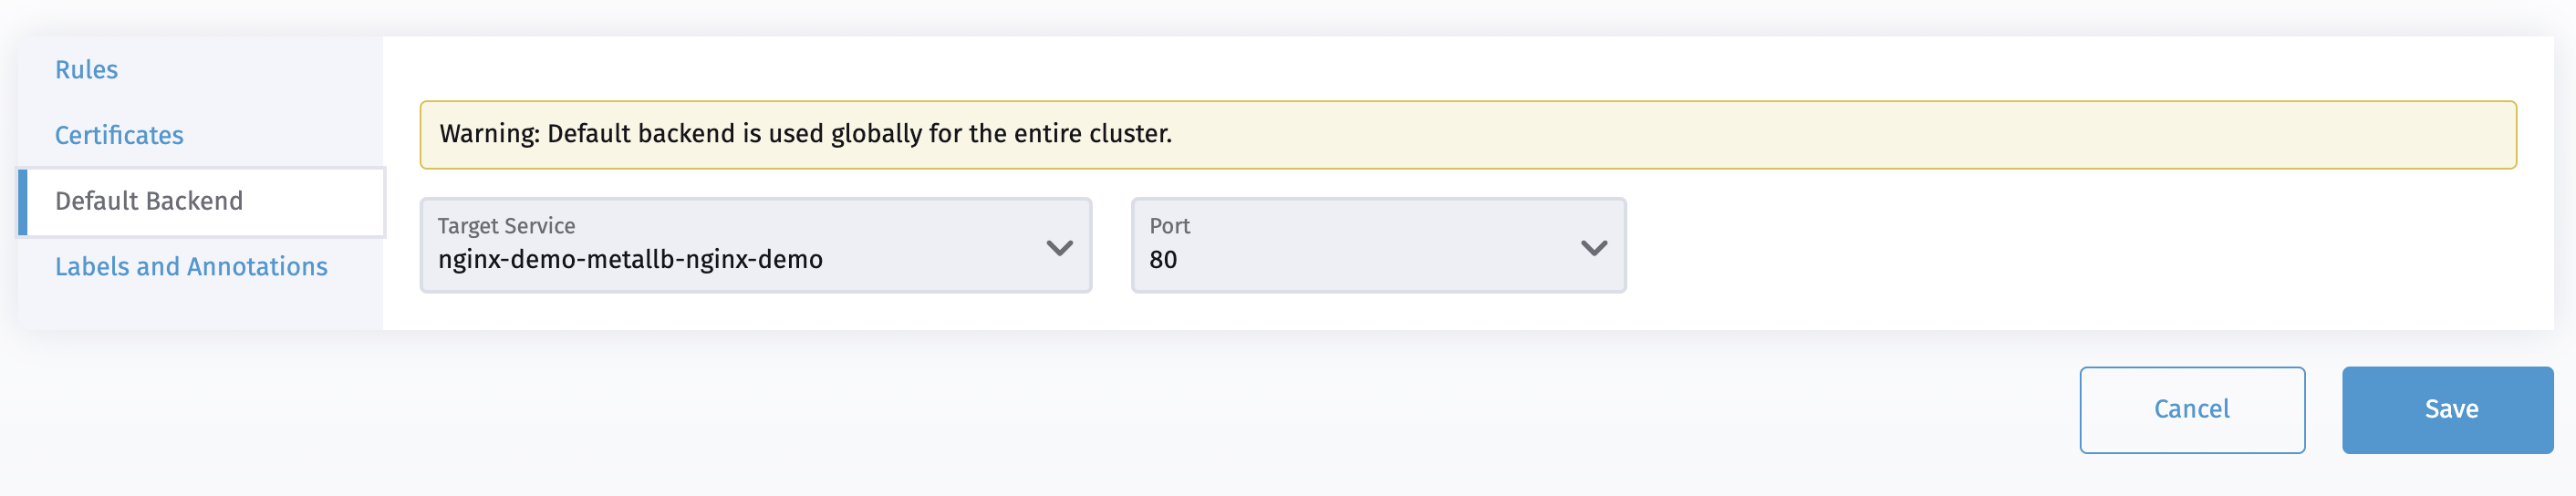 Rules
Certificates
Default Backend
Labels and Annotations
Warning: Default backend is used globally for the entire cluster.
Target Service
nginx-demo-metallb-nginx-demo
Port
80
Cancel
Save